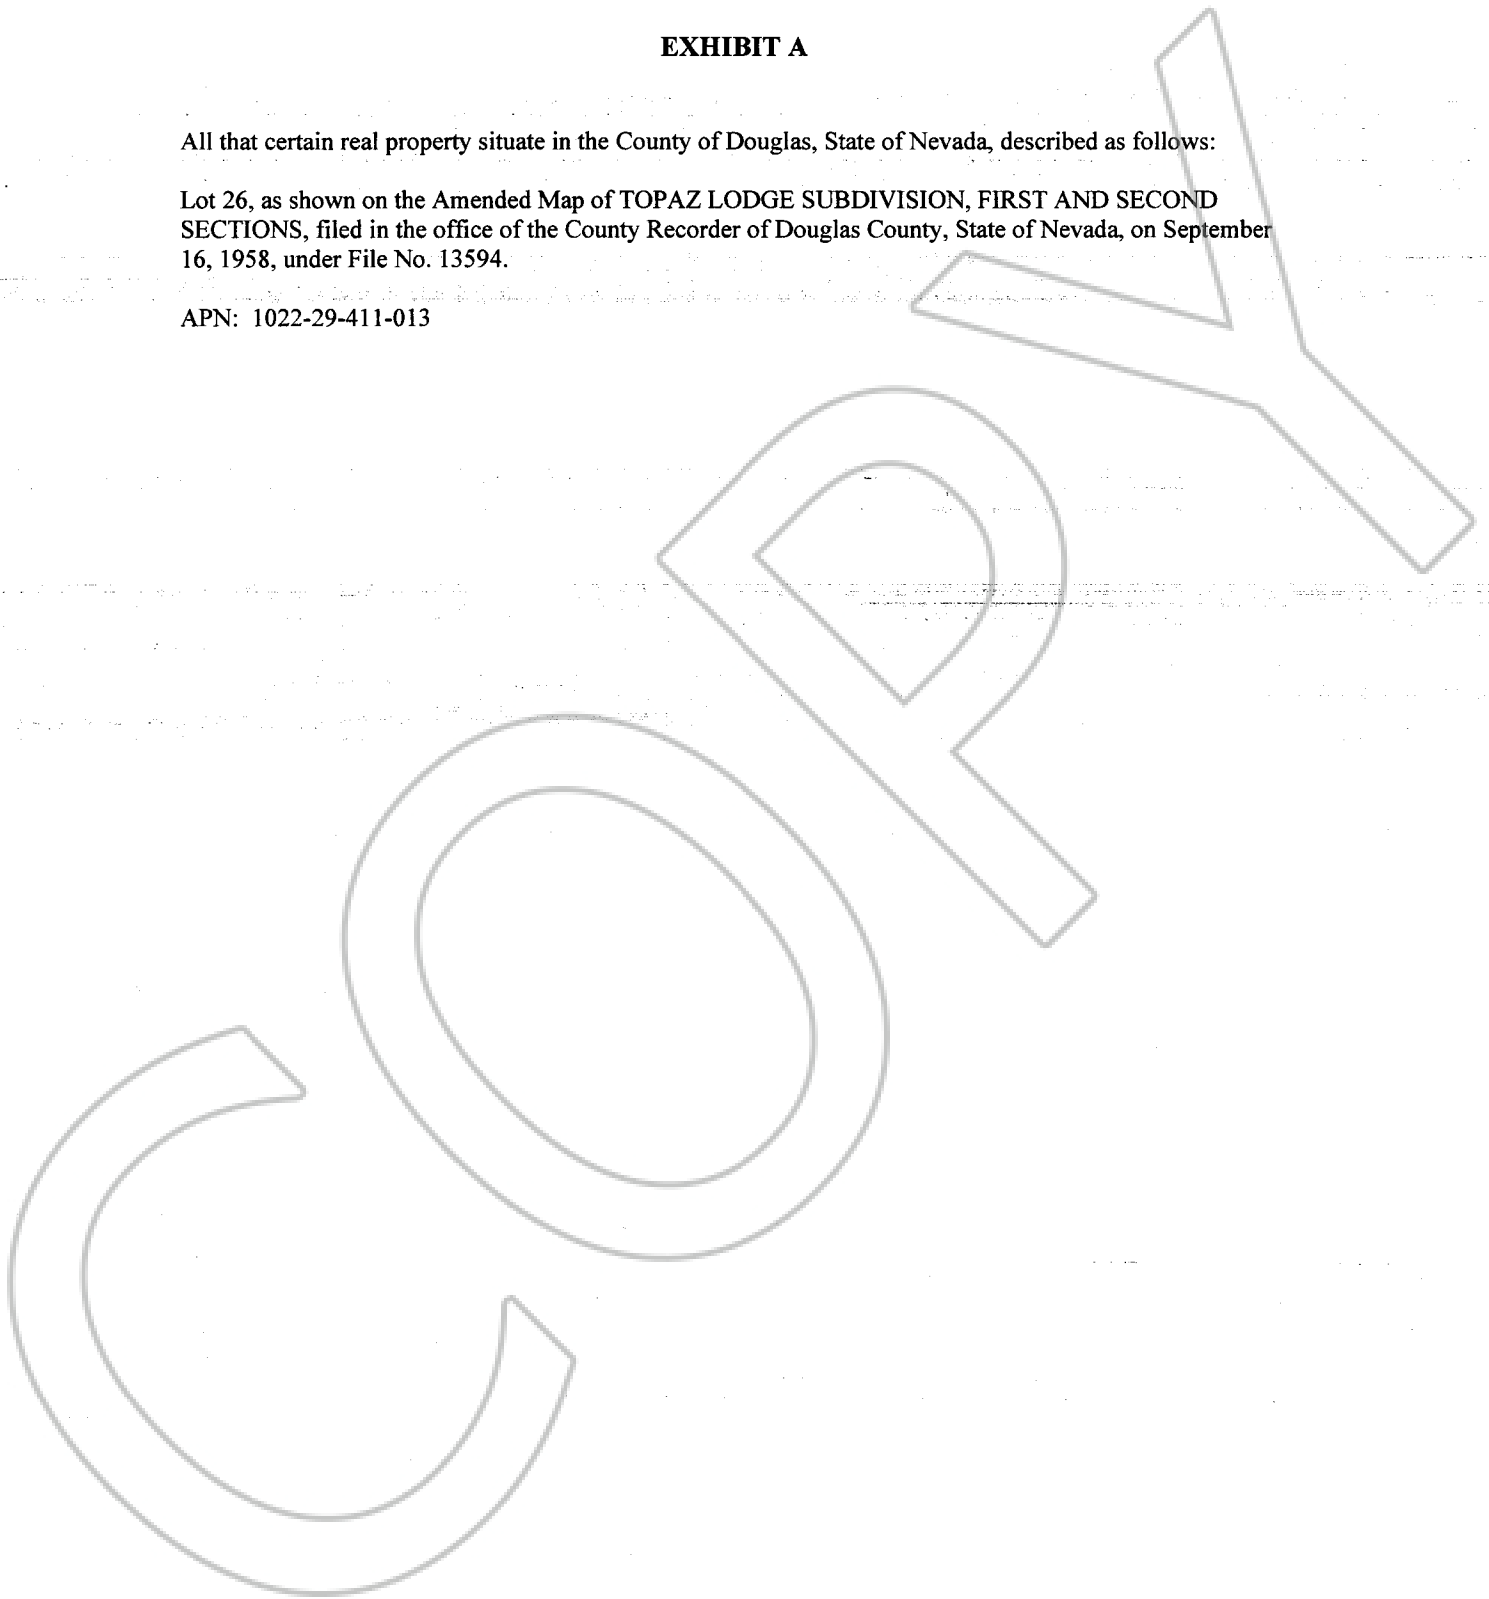 EXHIBIT A
All that certain real property situate in the County of Douglas, State of Nevada, described as follows:
Lot 26, as shown on the Amended Map of TOPAZ LODGE SUBDIVISION, FIRST AND SECOND
SECTIONS, filed in the office of the County Recorder of Douglas County, State of Nevada, on September
16, 1958, under File No. 13594.
APN: 1022-29-411-013
COPY